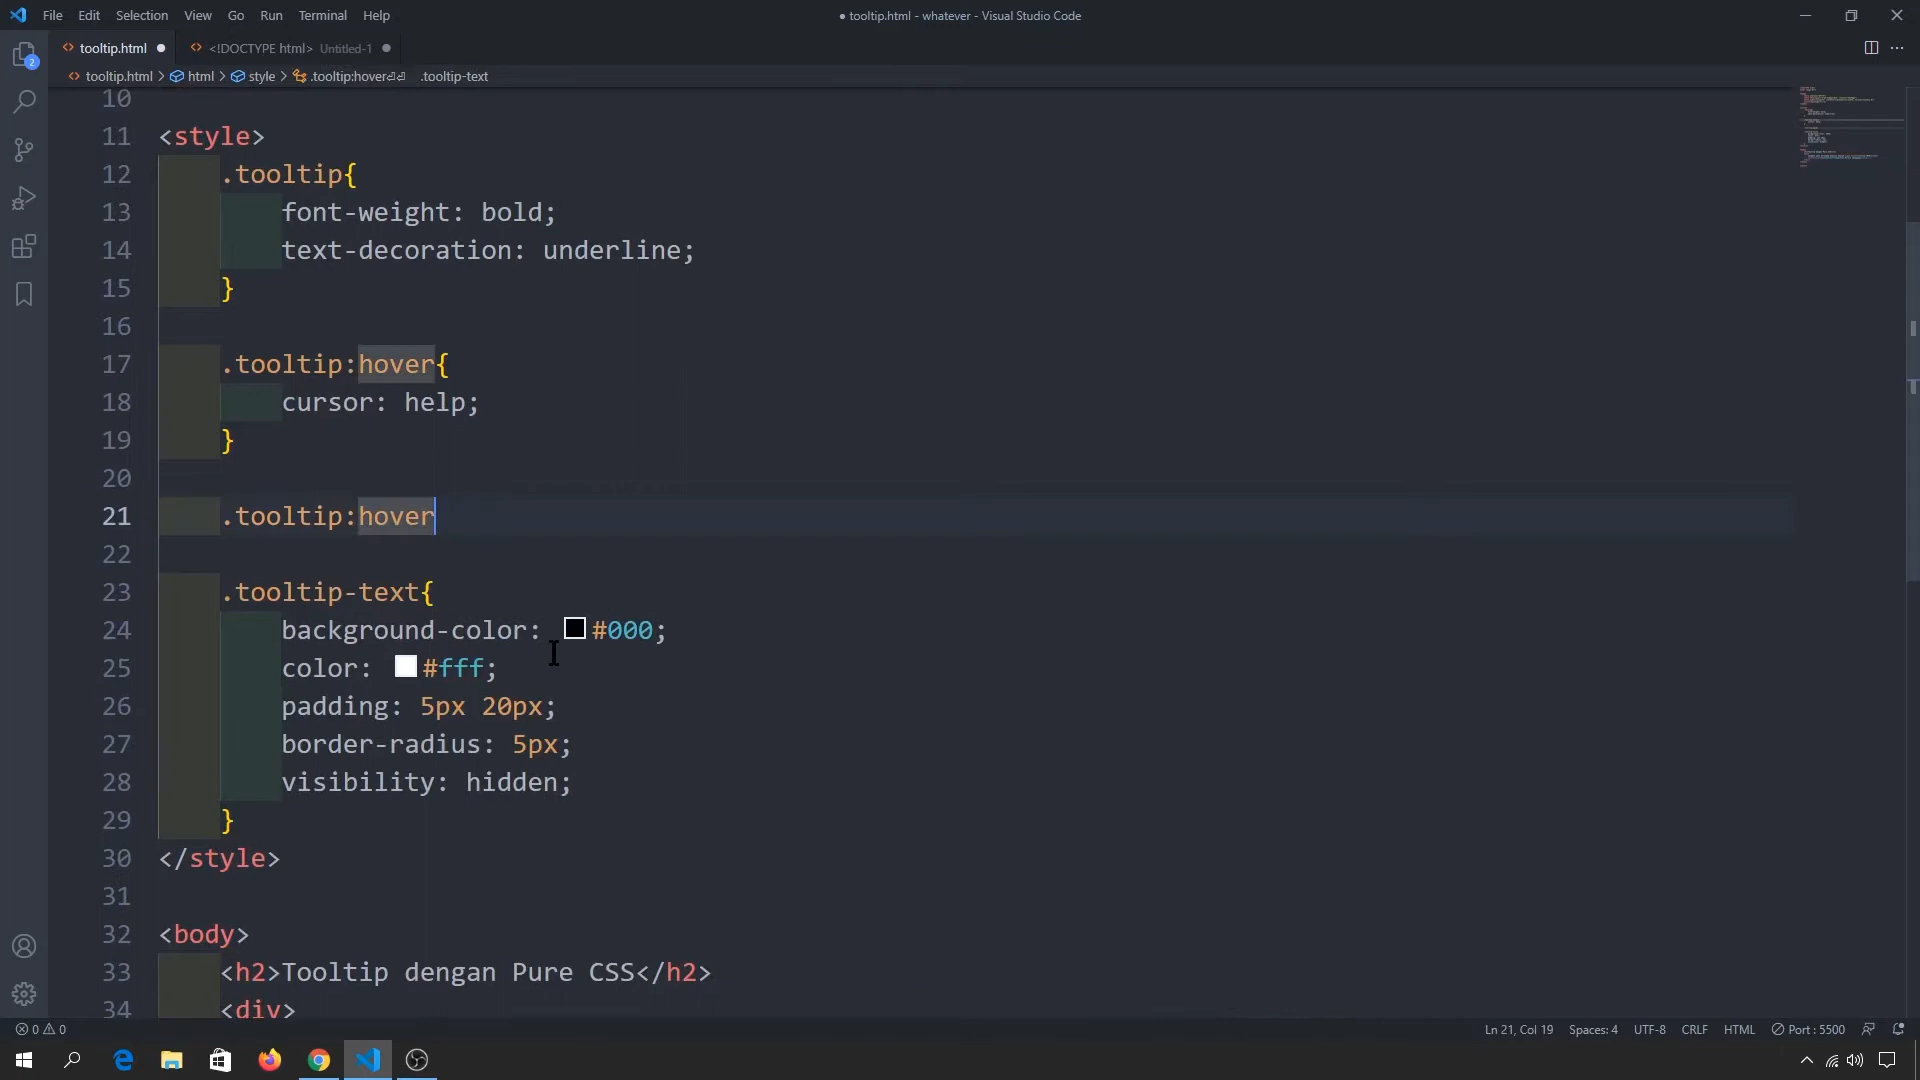 File Edit Selection View Go Run Terminal Help
● tooltip.html - whatever - Visual Studio Code
tooltip.html ● <!DOCTYPE html> Untitled-1 ●
tooltip.html > html > style > .tooltip:hover⏎⏎ .tooltip-text
2
10
11 <style>
12 .tooltip{
13 font-weight: bold;
14 text-decoration: underline;
15 }
16
17 .tooltip:hover{
18 cursor: help;
19 }
20
21 .tooltip:hover
22
23 .tooltip-text{
24 background-color: #000;
25 color: #fff;
26 padding: 5px 20px;
27 border-radius: 5px;
28 visibility: hidden;
29 }
30 </style>
31
32 <body>
33 <h2>Tooltip dengan Pure CSS</h2>
34 <div>
0 0 Ln 21, Col 19 Spaces: 4 UTF-8 CRLF HTML Port : 5500